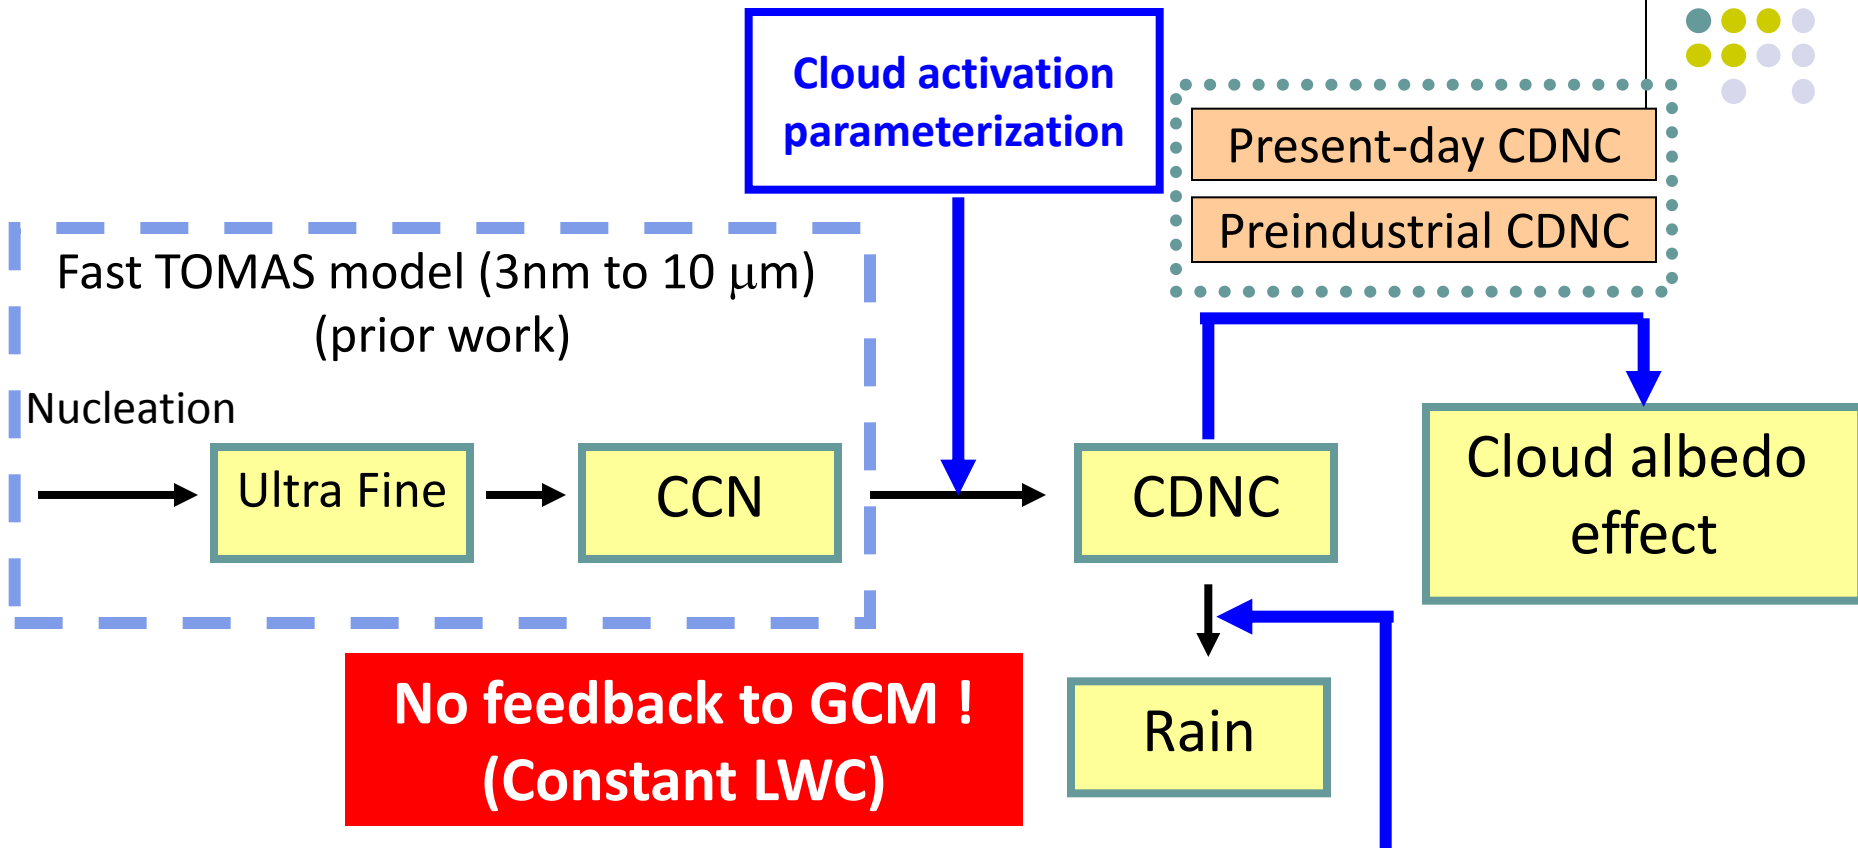 Cloud activation
parameterization
Present-day CDNC
Preindustrial CDNC
Fast TOMAS model (3nm to 10 μm)
(prior work)
Nucleation
Ultra Fine
CCN
CDNC
Cloud albedo
effect
No feedback to GCM !
(Constant LWC)
Rain